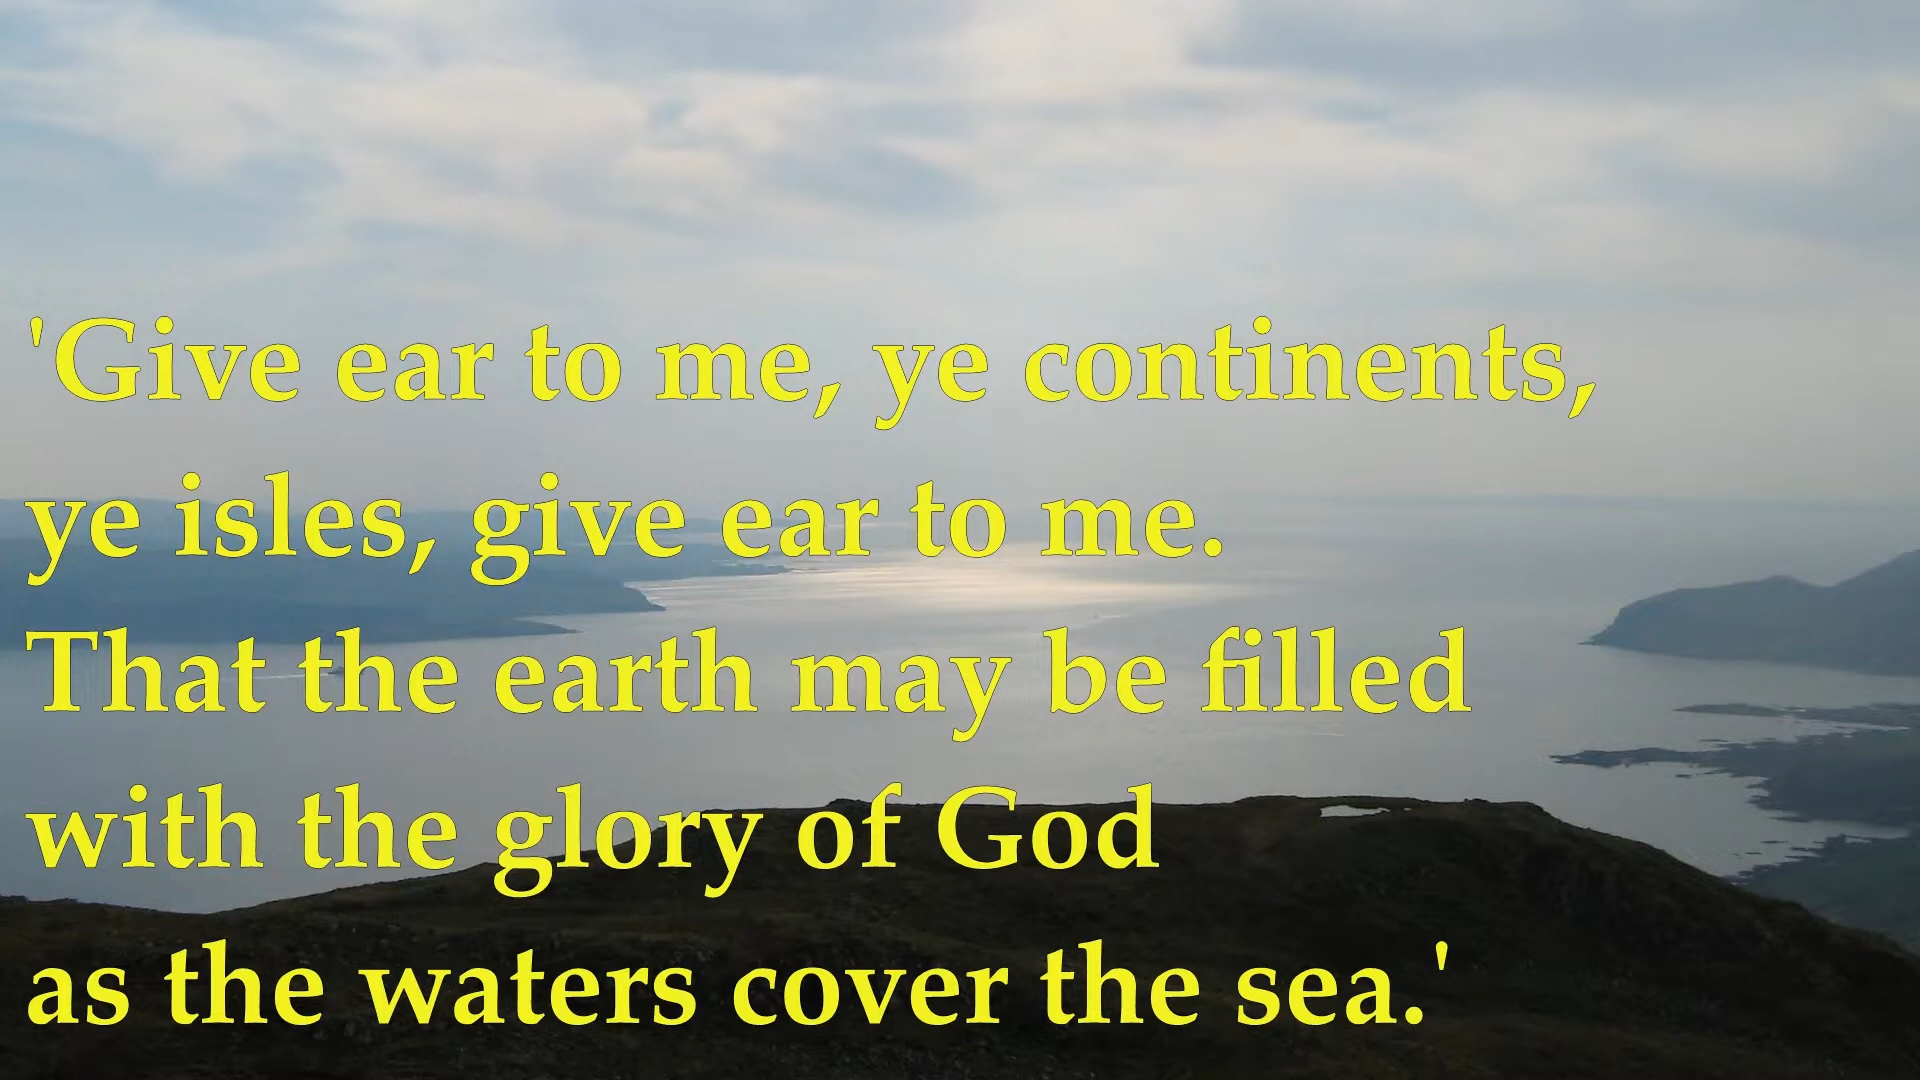 'Give ear to me, ye continents,
ye isles, give ear to me.
That the earth may be filled
with the glory of God
as the waters cover the sea.'